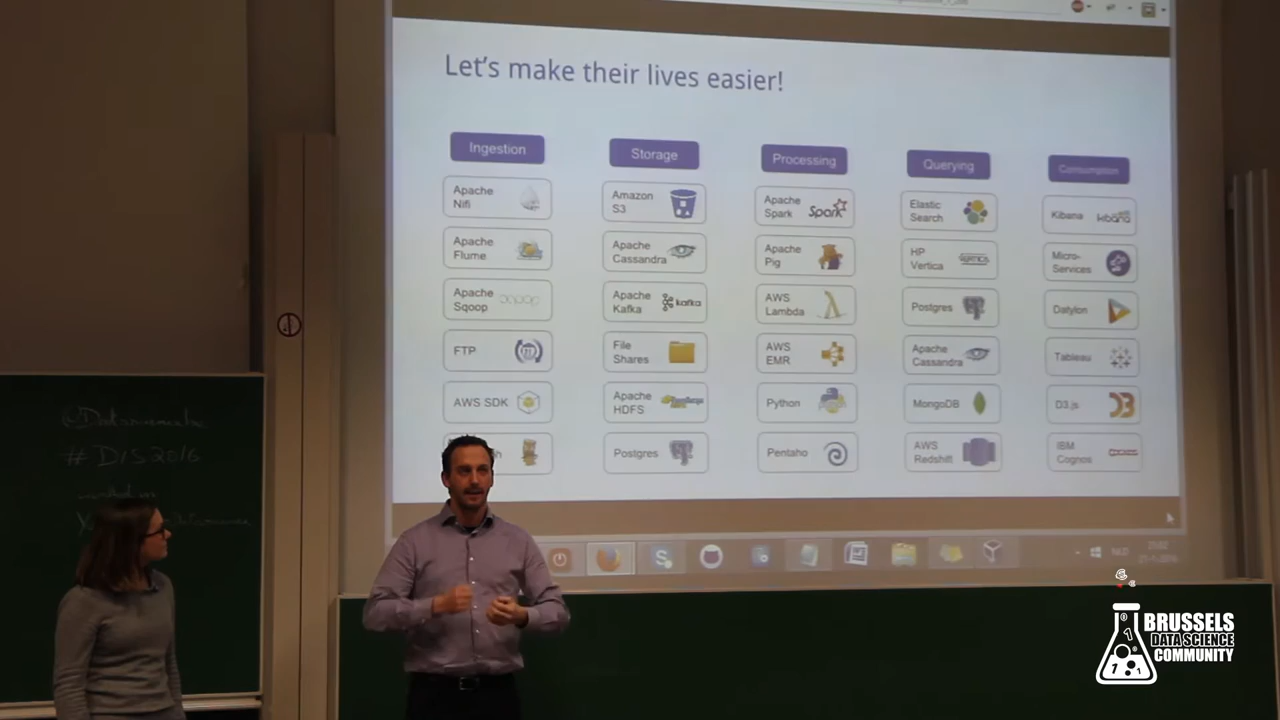 Let's make their lives easier!
Ingestion
Apache
Nifi
Apache
Flume
Apache
Sqoop
sqoop
FTP
AWS SDK
Storage
Amazon
S3
Apache
Cassandra
Apache
Kafka
kafka
File
Shares
Apache
HDFS
Postgres
Processing
Apache
Spark
Spark
Apache
Pig
AWS
Lambda
AWS
EMR
Python
Pentaho
Querying
Elastic
Search
HP
Vertica
Postgres
Apache
Cassandra
MongoDB
AWS
Redshift
Consumption
Kibana
kibana
Micro-
Services
Datylon
Tableau
D3.js
IBM
Cognos
# DIS2016
BRUSSELS
DATA SCIENCE
COMMUNITY